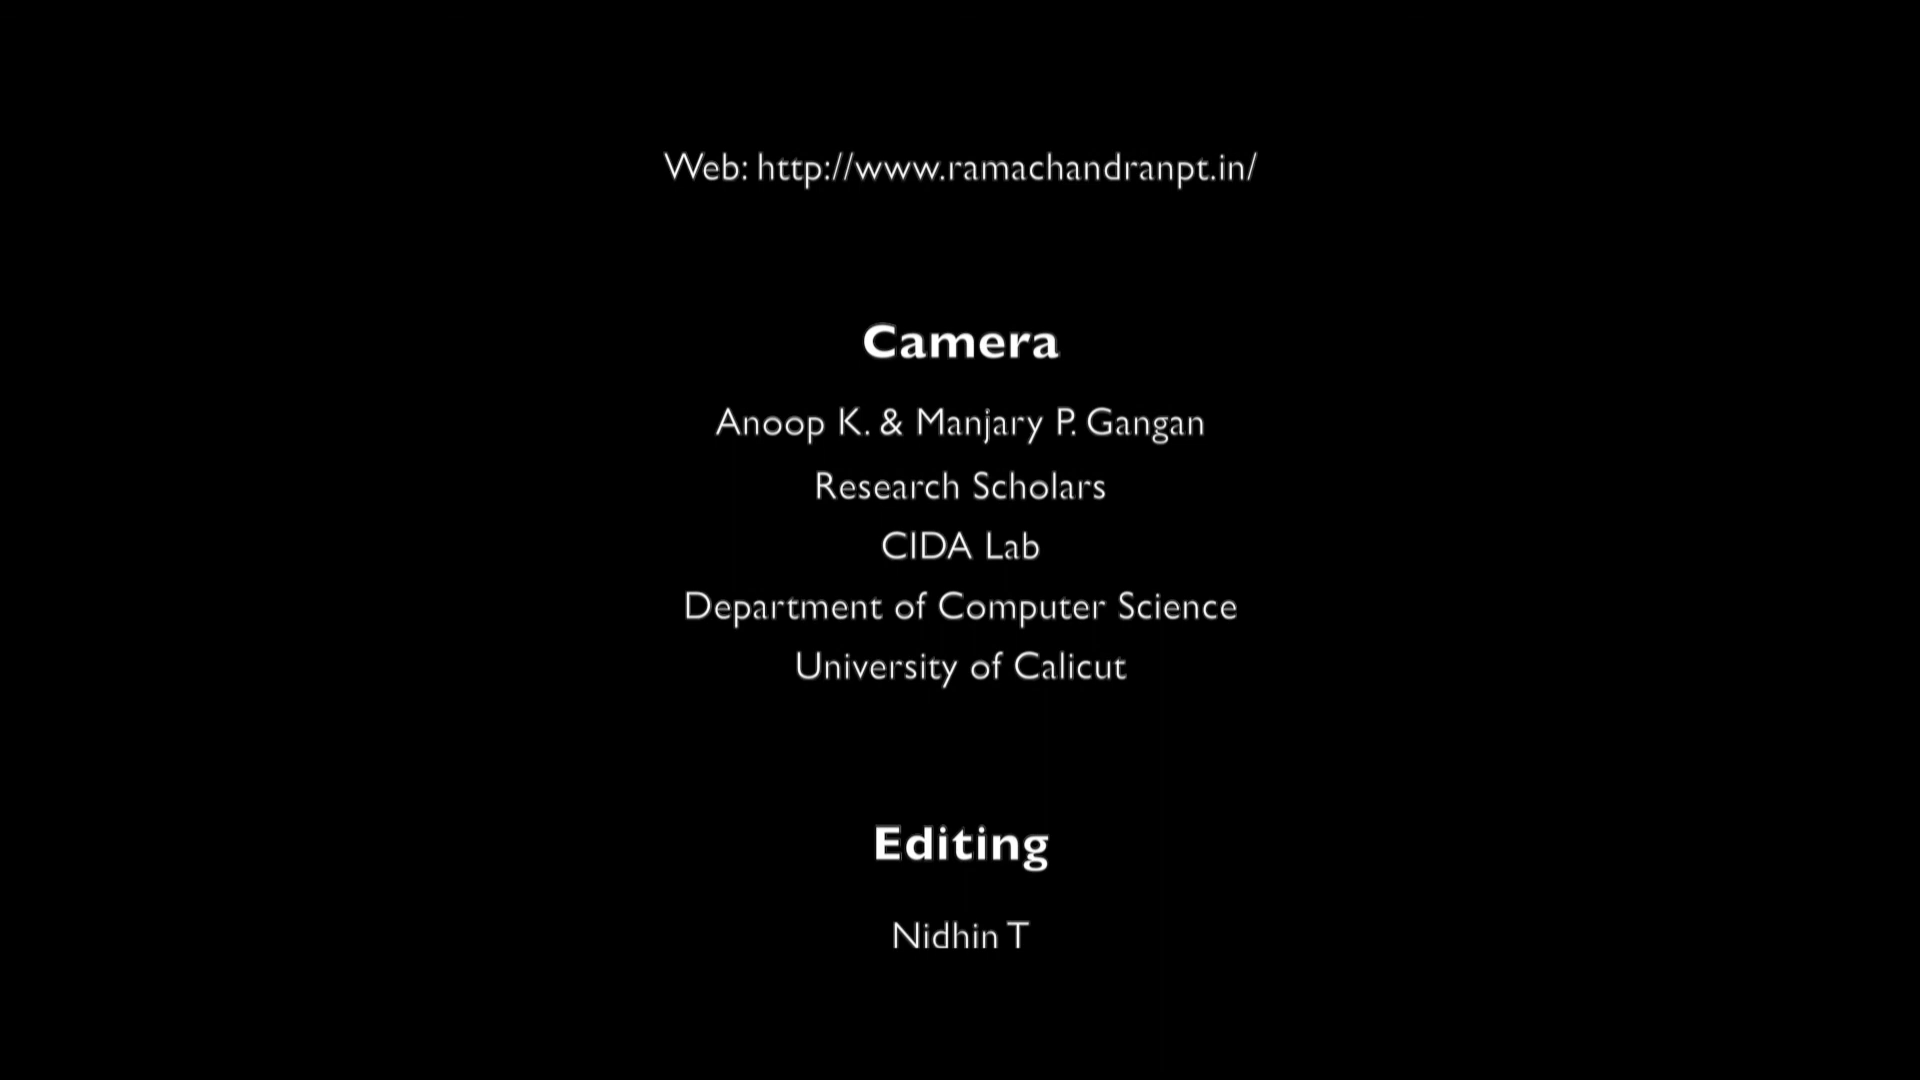 Web: http://www.ramachandranpt.in/
Camera
Anoop K. & Manjary P. Gangan
Research Scholars
CIDA Lab
Department of Computer Science
University of Calicut
Editing
Nidhin T